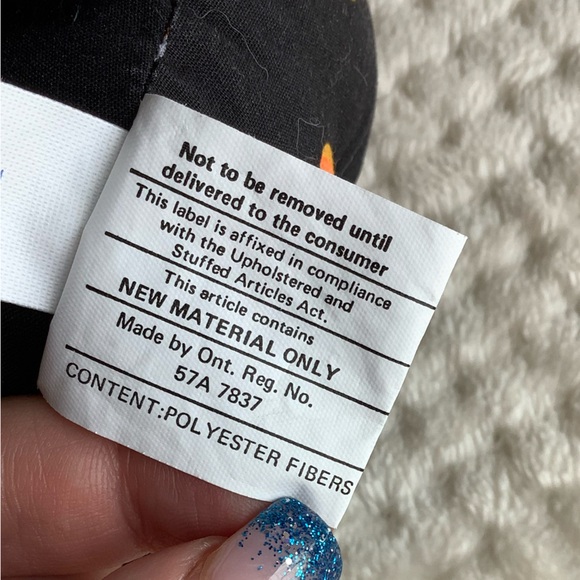 Not to be removed until
delivered to the consumer
This label is affixed in compliance
with the Upholstered and
Stuffed Articles Act.
This article contains
NEW MATERIAL ONLY
Made by Ont. Reg. No.
57A 7837
CONTENT:POLYESTER FIBERS